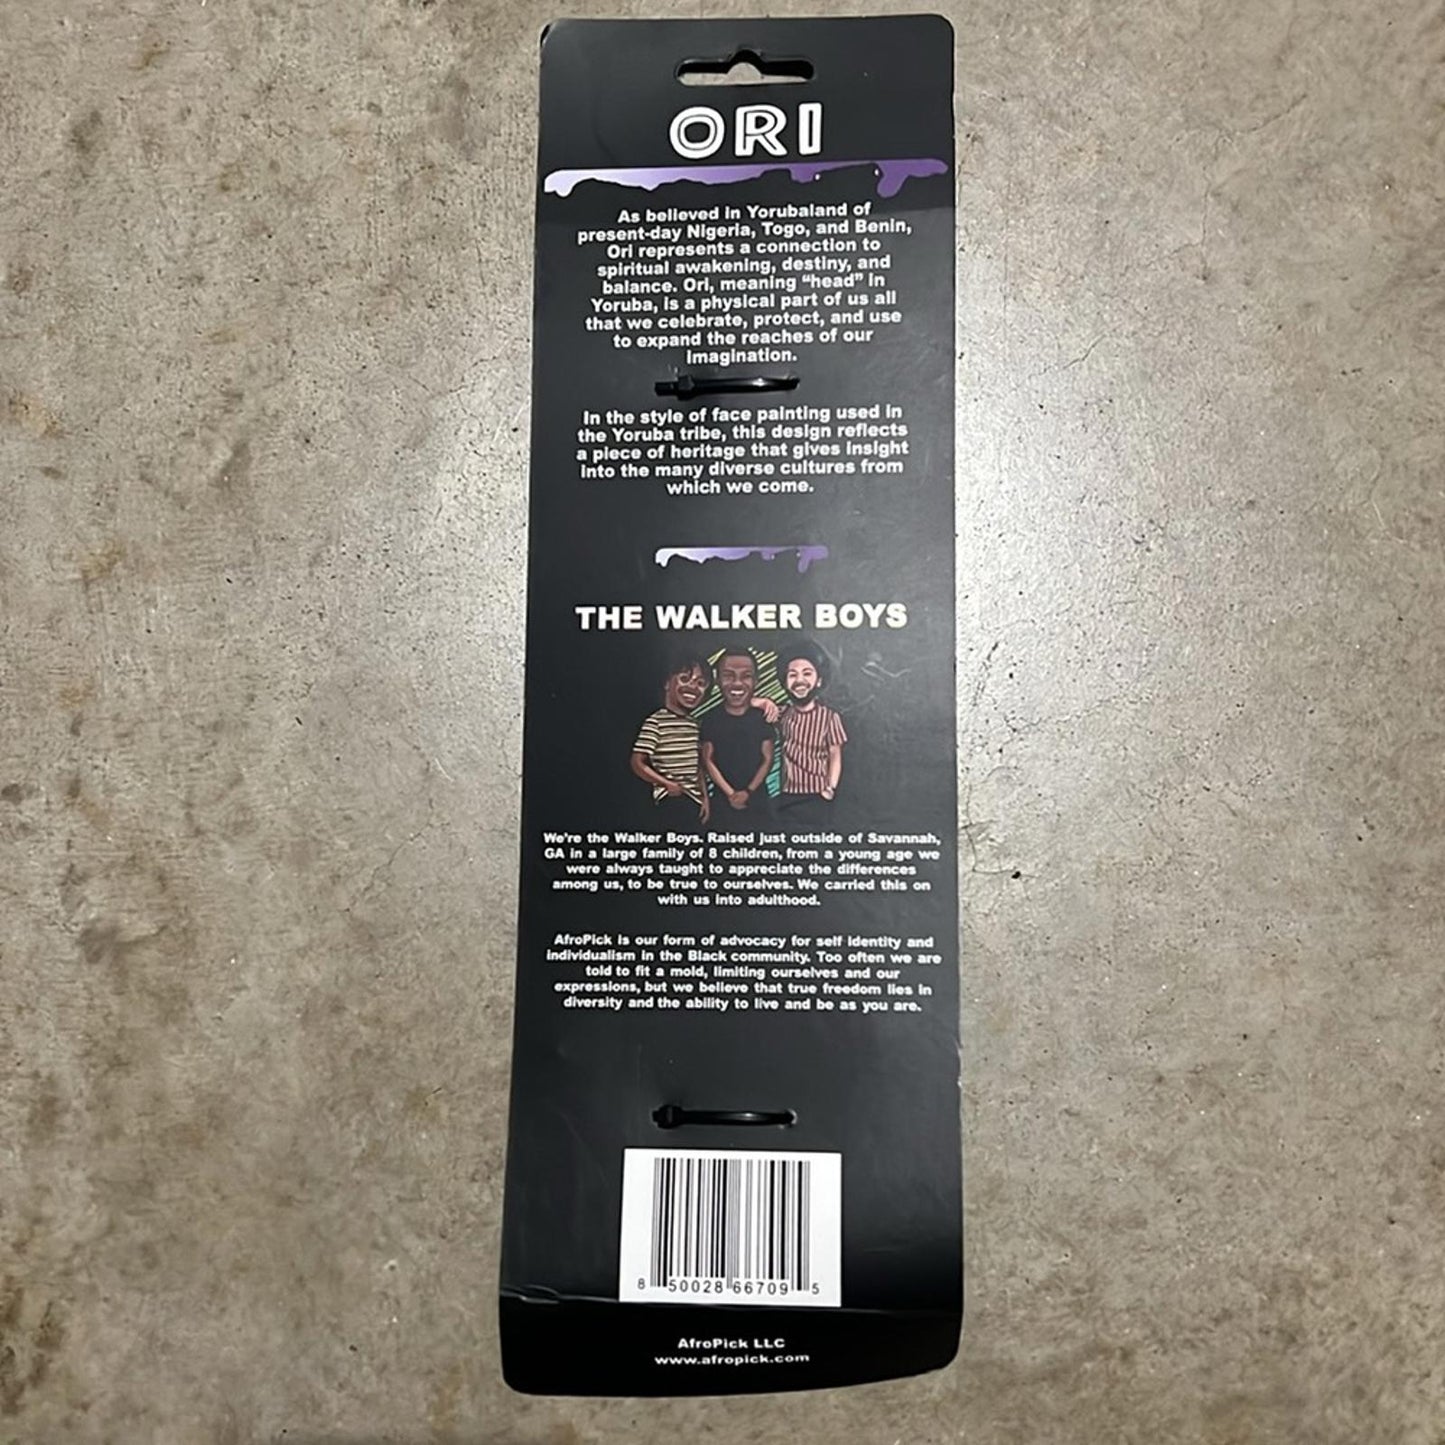 ORI
As believed in Yorubaland of
present-day Nigeria, Togo, and Benin,
Ori represents a connection to
spiritual awakening, destiny, and
balance. Ori, meaning “head” in
Yoruba, is a physical part of us all
that we celebrate, protect, and use
to expand the reaches of our
imagination.
In the style of face painting used in
the Yoruba tribe, this design reflects
a piece of heritage that gives insight
into the many diverse cultures from
which we come.
THE WALKER BOYS
We're the Walker Boys. Raised just outside of Savannah,
GA in a large family of 8 children, from a young age we
were always taught to appreciate the differences
among us, to be true to ourselves. We carried this on
with us into adulthood.
AfroPick is our form of advocacy for self identity and
individualism in the Black community. Too often we are
told to fit a mold, limiting ourselves and our
expressions, but we believe that true freedom lies in
diversity and the ability to live and be as you are.
8 50028 66709 5
AfroPick LLC
www.afropick.com